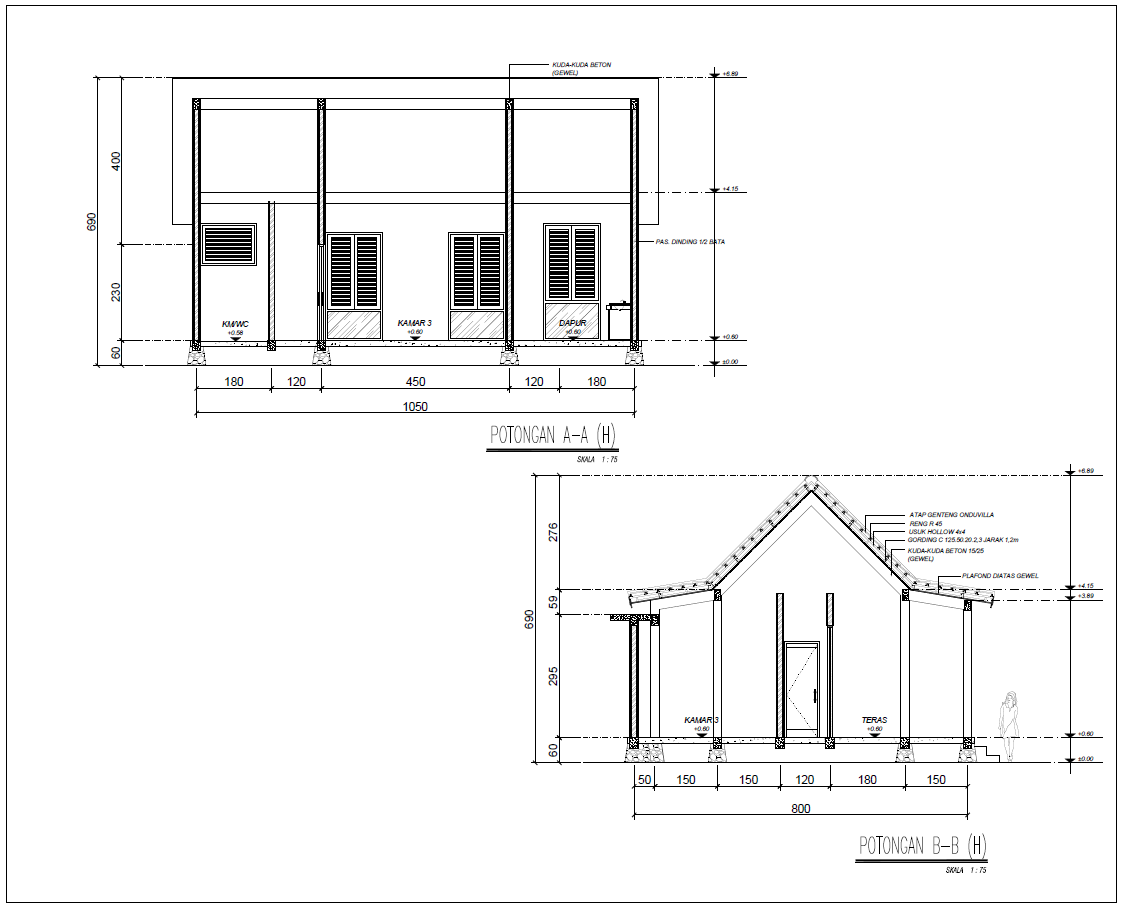 KUDA-KUDA BETON
(GEWEL)
+6.89
400
+4.15
690
PAS. DINDING 1/2 BATA
230
KM/WC
+0.58
KAMAR 3
+0.60
DAPUR
+0.60
+0.60
60
±0.00
180 120 450 120 180
1050
POTONGAN A-A (H)
SKALA 1 : 75
+6.89
ATAP GENTENG ONDUVILLA
RENG R 45
USUK HOLLOW 4x4
GORDING C 125.50.20.2,3 JARAK 1,2m
KUDA-KUDA BETON 15/25
(GEWEL)
276
PLAFOND DIATAS GEWEL
+4.15
+3.89
59
690
295
KAMAR 3
+0.60
TERAS
+0.60
+0.60
60
±0.00
50 150 150 120 180 150
800
POTONGAN B-B (H)
SKALA 1 : 75